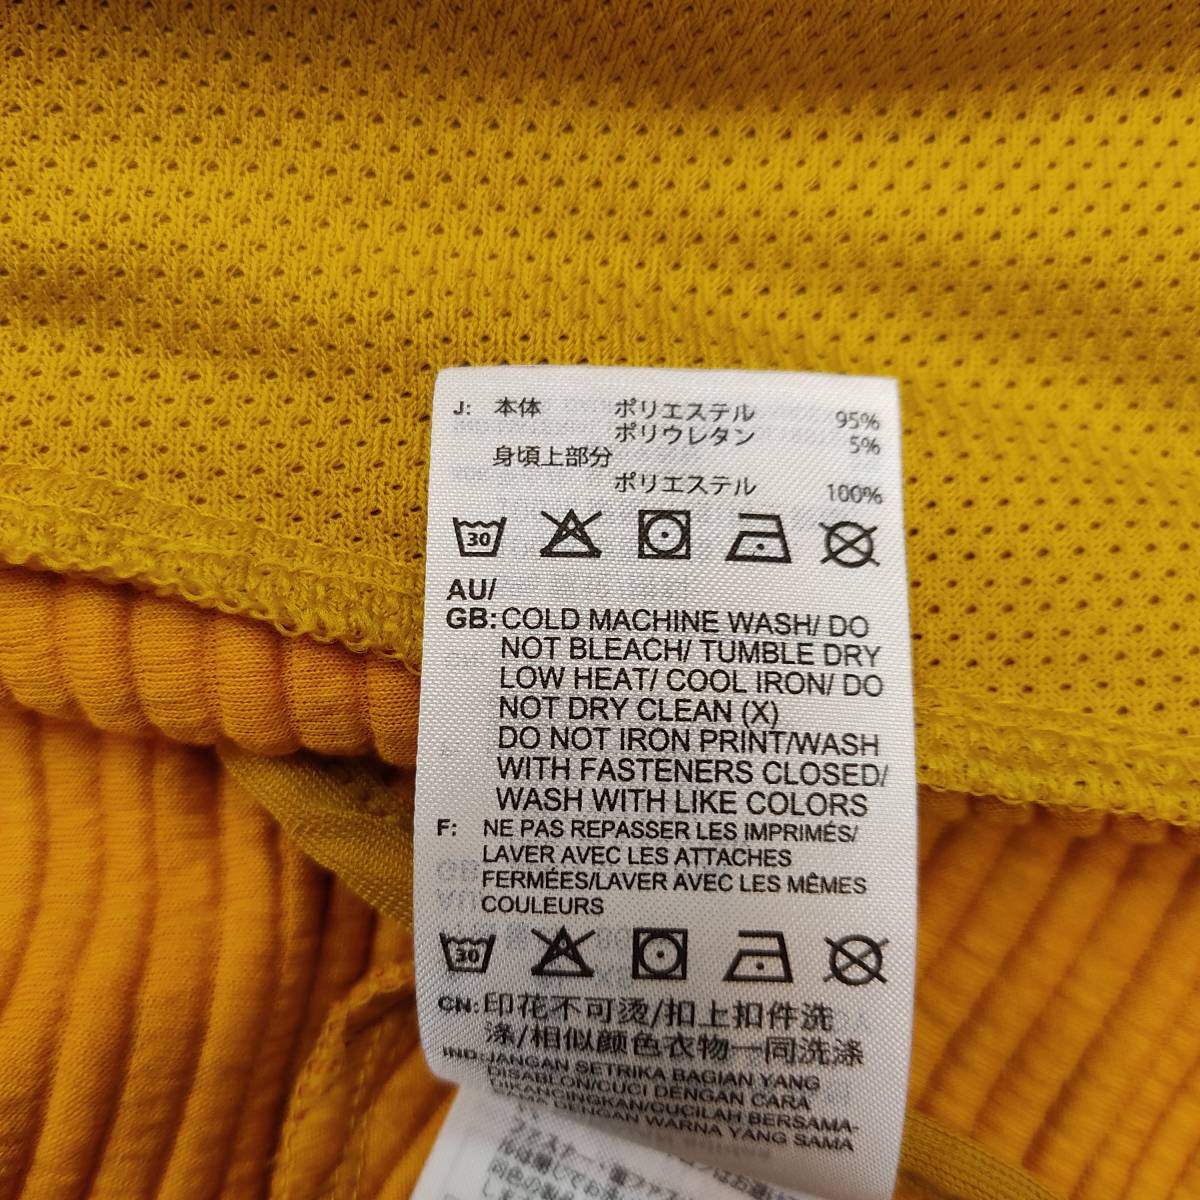 J: 本体 ポリエステル 95%
ポリウレタン 5%
身頃上部分
ポリエステル 100%
30
AU/
GB: COLD MACHINE WASH/ DO
NOT BLEACH/ TUMBLE DRY
LOW HEAT/ COOL IRON/ DO
NOT DRY CLEAN (X)
DO NOT IRON PRINT/WASH
WITH FASTENERS CLOSED/
WASH WITH LIKE COLORS
F: NE PAS REPASSER LES IMPRIMÉS/
LAVER AVEC LES ATTACHES
FERMÉES/LAVER AVEC LES MÊMES
COULEURS
30
CN: 印花不可烫/扣上扣件洗
涤/相似颜色衣物一同洗涤
IND: JANGAN SETRIKA BAGIAN YANG
DISABLON/CUCI DENGAN CARA
DIKANCINGKAN/CUCILAH BERSAMA-
SAMA DENGAN WARNA YANG SAMA